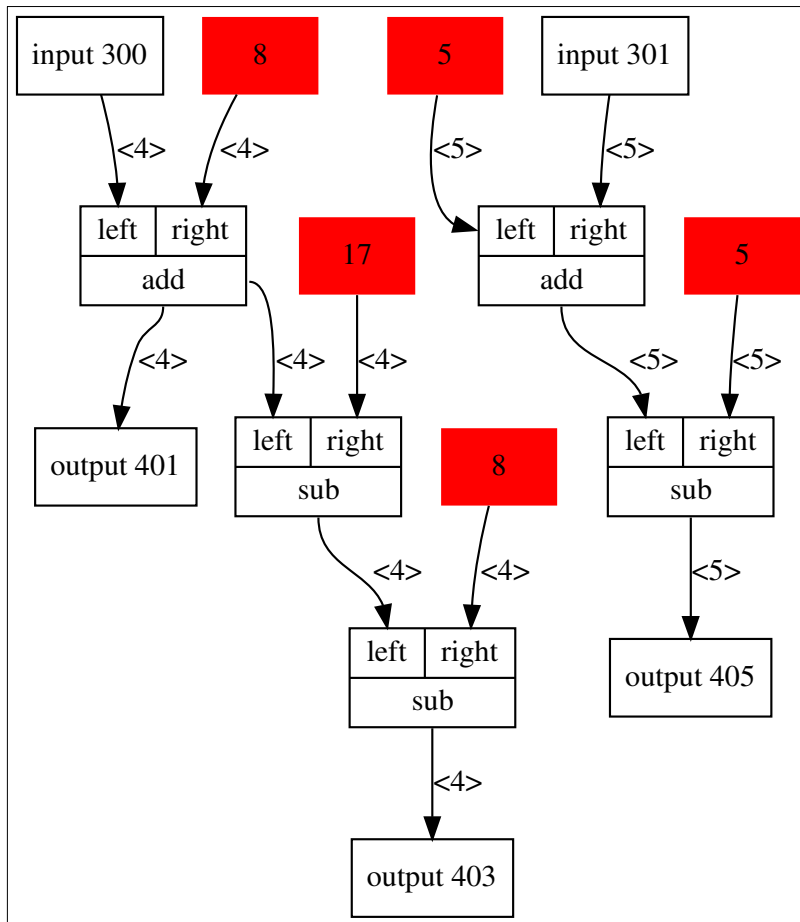 input 300
8
5
input 301
<4>
<4>
<5>
<5>
left right
add
17
left right
add
5
<4>
<4>
<4>
<5>
<5>
output 401
left right
sub
8
left right
sub
<4>
<4>
<5>
left right
sub
output 405
<4>
output 403